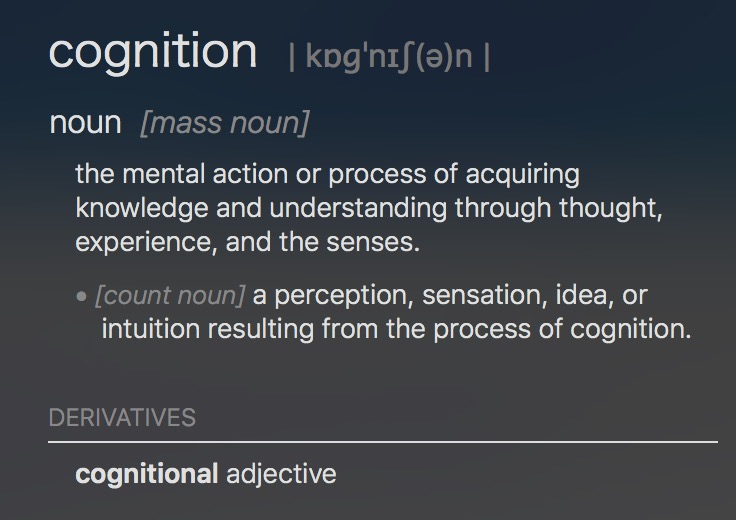 cognition | kɒɡˈnɪʃ(ə)n |
noun [mass noun]
the mental action or process of acquiring
knowledge and understanding through thought,
experience, and the senses.
• [count noun] a perception, sensation, idea, or
intuition resulting from the process of cognition.
DERIVATIVES
cognitional adjective